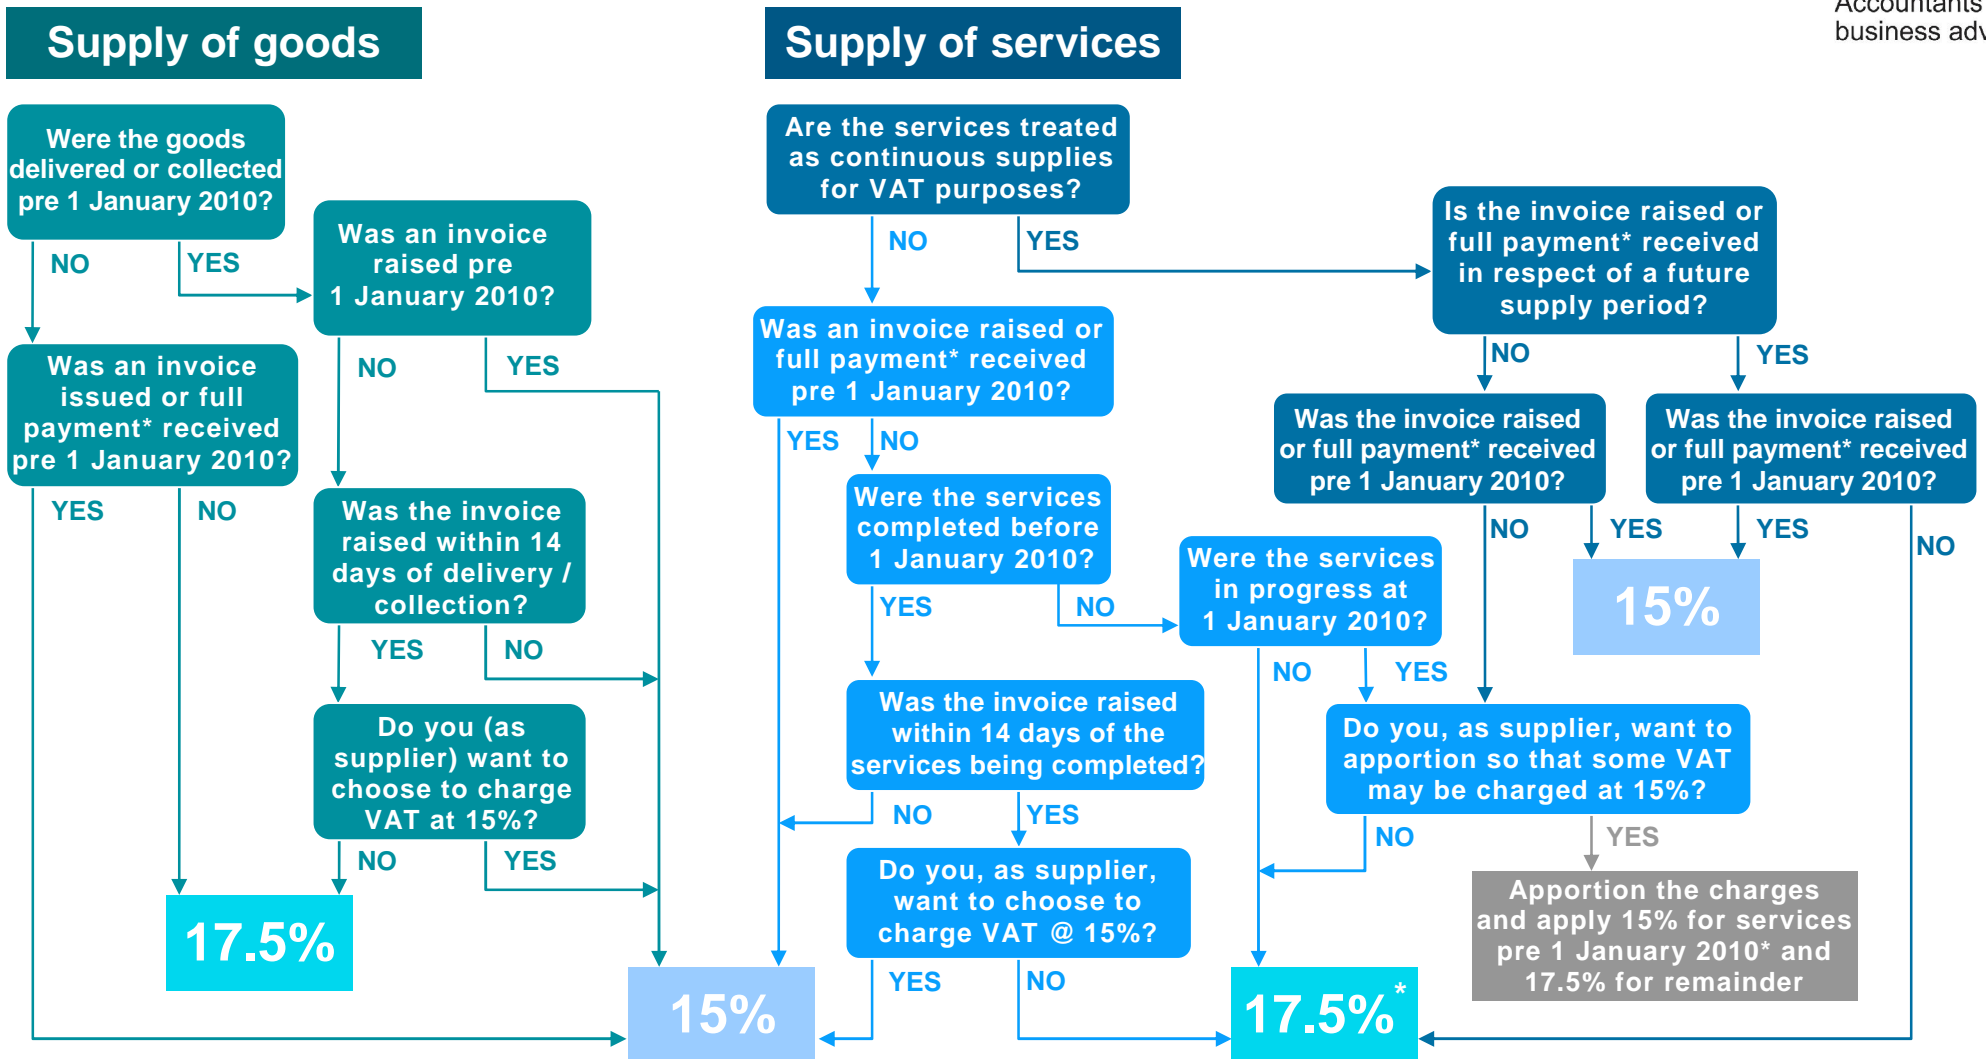 Accountants
business adv
Supply of goods
Supply of services
Were the goods
delivered or collected
pre 1 January 2010?
NO
YES
Was an invoice
raised pre
1 January 2010?
NO
YES
Was an invoice
issued or full
payment* received
pre 1 January 2010?
YES
NO
Was the invoice
raised within 14
days of delivery /
collection?
YES
NO
Do you (as
supplier) want to
choose to charge
VAT at 15%?
NO
YES
17.5%
15%
Are the services treated
as continuous supplies
for VAT purposes?
NO
YES
Was an invoice raised or
full payment* received
pre 1 January 2010?
YES
NO
Were the services
completed before
1 January 2010?
YES
NO
Were the services
in progress at
1 January 2010?
NO
YES
Was the invoice raised
within 14 days of the
services being completed?
NO
YES
Do you, as supplier,
want to choose to
charge VAT @ 15%?
YES
NO
17.5%*
Is the invoice raised or
full payment* received
in respect of a future
supply period?
NO
YES
Was the invoice raised
or full payment* received
pre 1 January 2010?
NO
YES
Was the invoice raised
or full payment* received
pre 1 January 2010?
YES
NO
15%
Do you, as supplier, want to
apportion so that some VAT
may be charged at 15%?
NO
YES
Apportion the charges
and apply 15% for services
pre 1 January 2010* and
17.5% for remainder